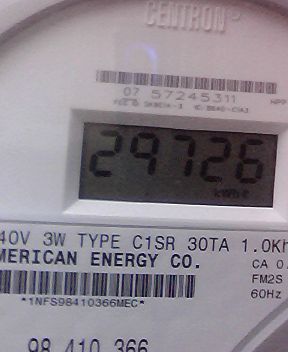 CENTRON
07 57245311
29726
kWh
40V 3W TYPE C1SR 30TA 1.0Kh
MERICAN ENERGY CO.
CA 0.
FM2S
60Hz
*1NFS98410366MEC*
98 410 366